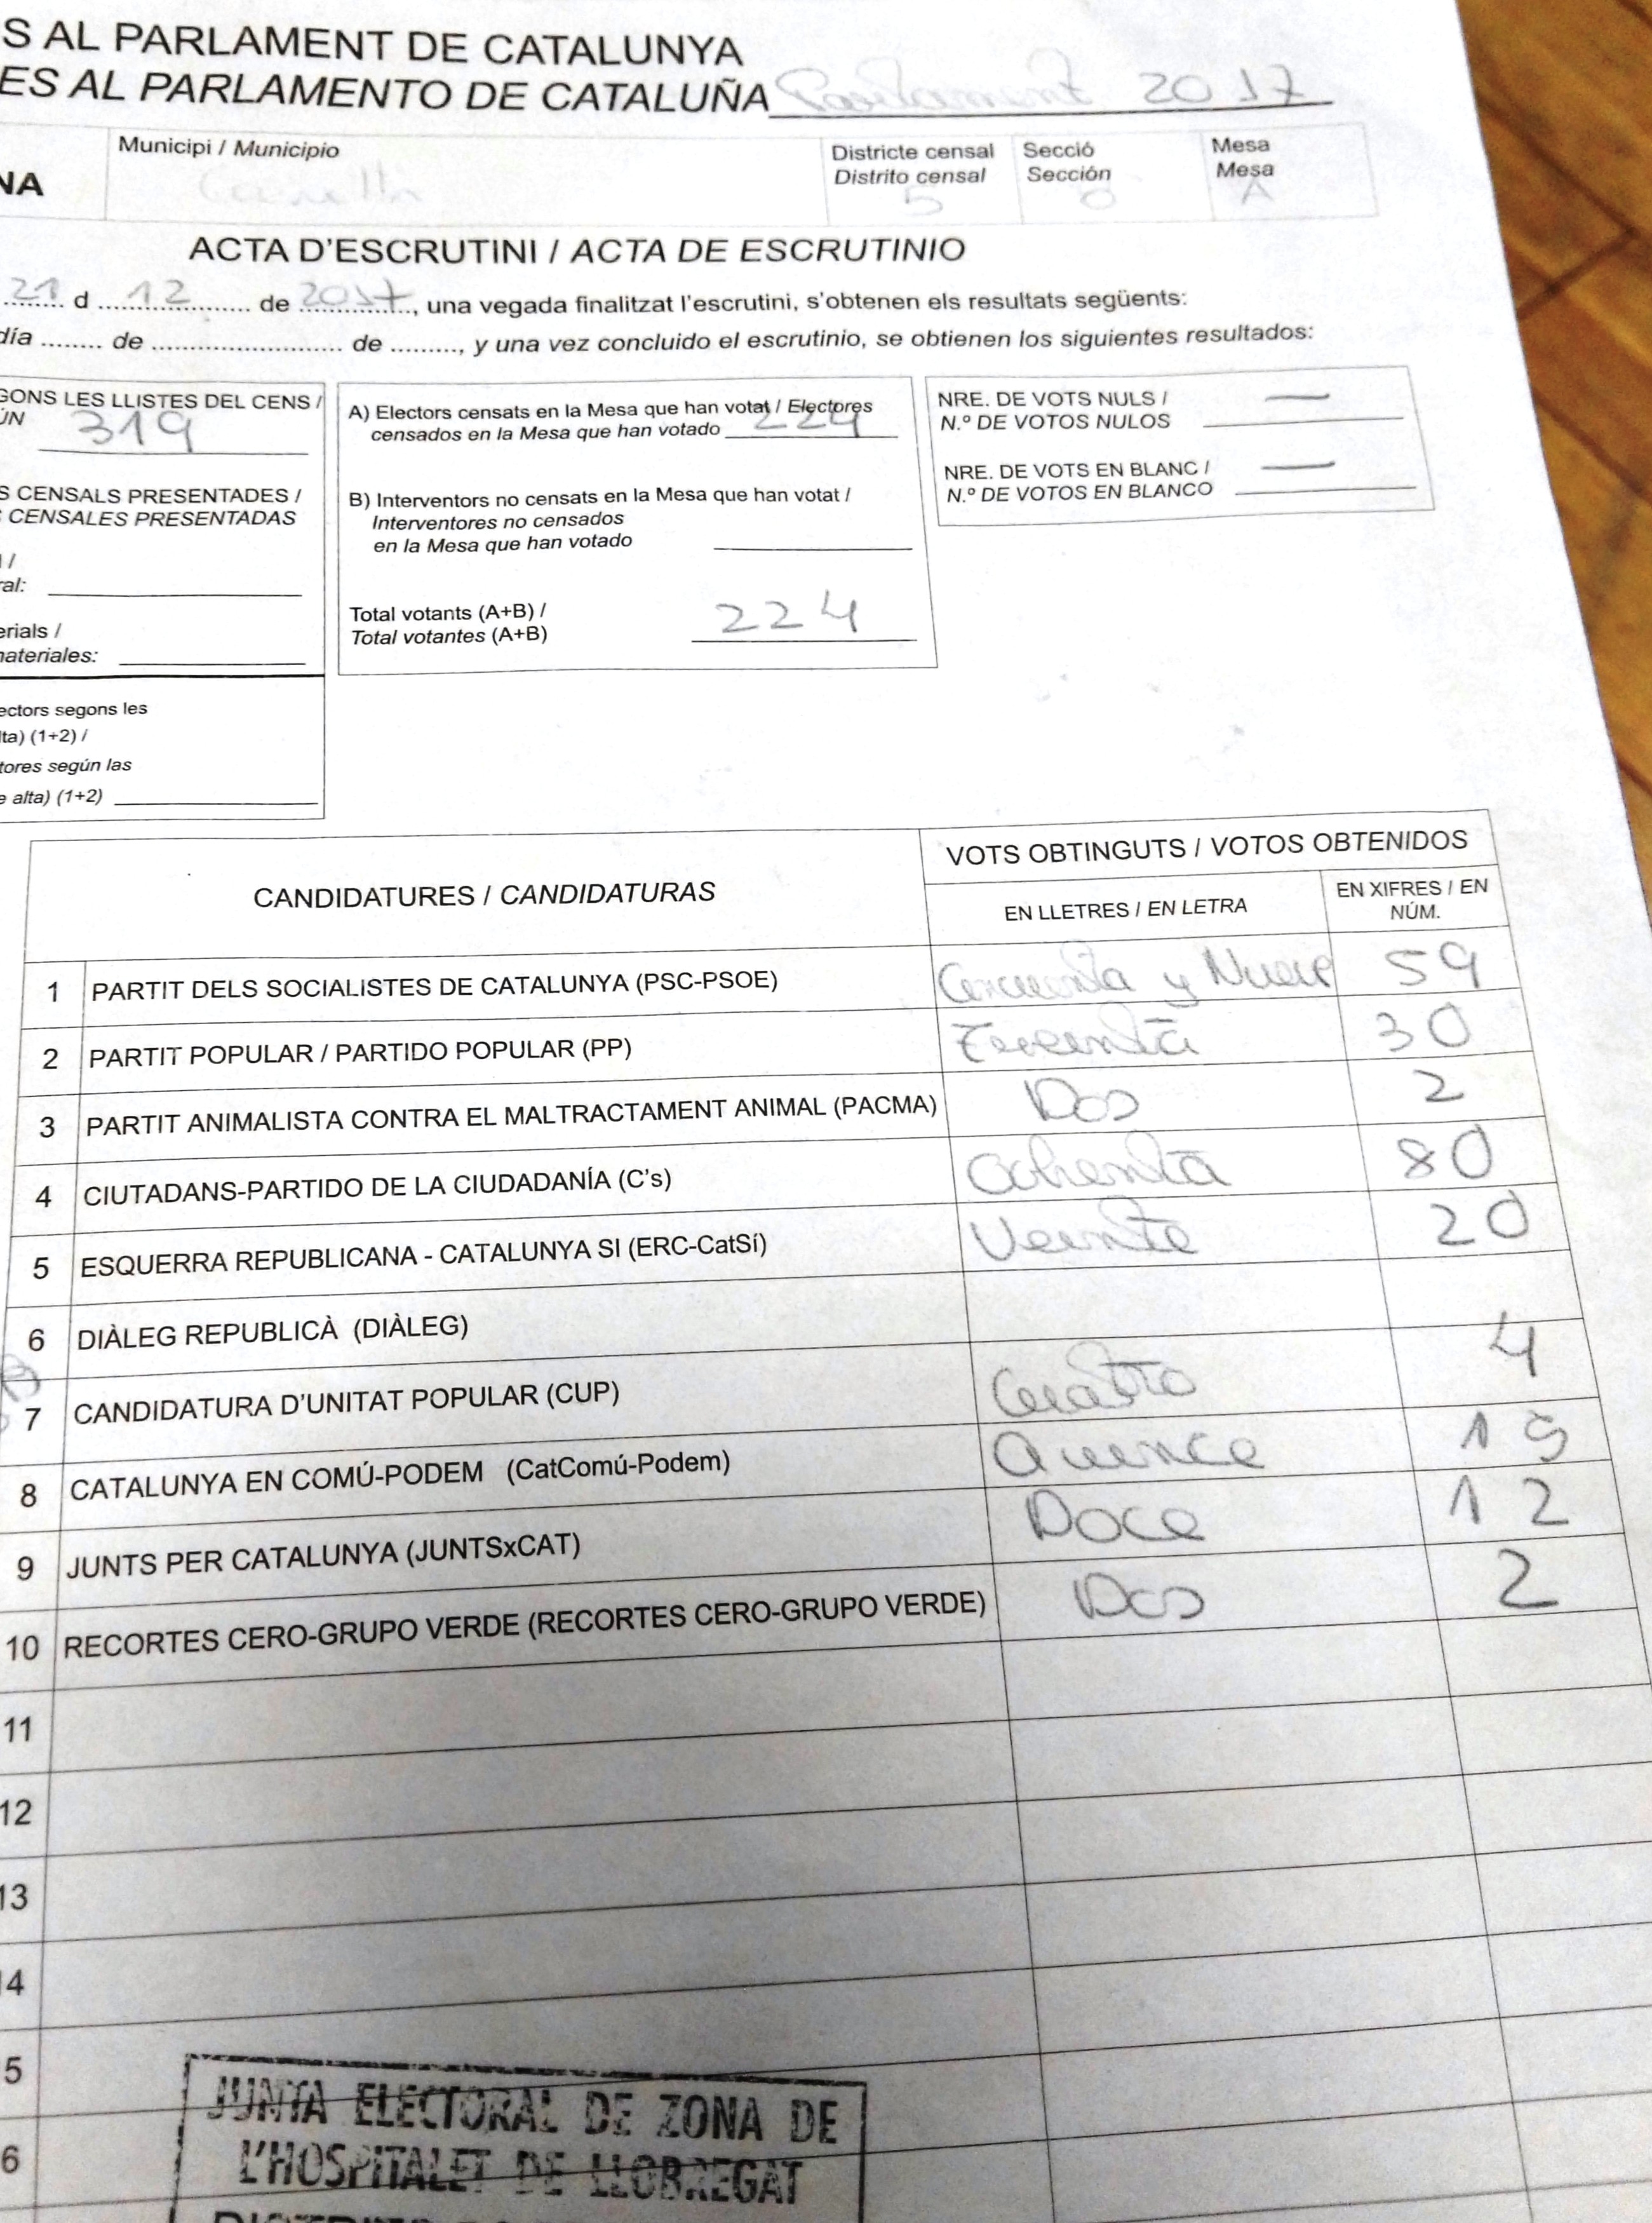 S AL PARLAMENT DE CATALUNYA
ES AL PARLAMENTO DE CATALUÑA Parlament 2017
NA
Municipi / Municipio
Districte censal
Distrito censal
5
Secció
Sección
Mesa
Mesa
A
ACTA D'ESCRUTINI / ACTA DE ESCRUTINIO
21 d 12 de 2017, una vegada finalitzat l'escrutini, s'obtenen els resultats següents:
día ........ de ........................ de ........., y una vez concluido el escrutinio, se obtienen los siguientes resultados:
GONS LES LLISTES DEL CENS /
ÚN 319
S CENSALS PRESENTADES /
CENSALES PRESENTADAS
l /
ral:
erials /
nateriales:
ectors segons les
lta) (1+2) /
tores según las
e alta) (1+2)
A) Electors censats en la Mesa que han votat / Electores
censados en la Mesa que han votado 224
B) Interventors no censats en la Mesa que han votat /
Interventores no censados
en la Mesa que han votado
Total votants (A+B) /
Total votantes (A+B) 224
NRE. DE VOTS NULS / —
N.º DE VOTOS NULOS
NRE. DE VOTS EN BLANC / —
N.º DE VOTOS EN BLANCO
CANDIDATURES / CANDIDATURAS
VOTS OBTINGUTS / VOTOS OBTENIDOS
EN LLETRES / EN LETRA
EN XIFRES / EN
NÚM.
1 PARTIT DELS SOCIALISTES DE CATALUNYA (PSC-PSOE) Cincuenta y Nueve 59
2 PARTIT POPULAR / PARTIDO POPULAR (PP) Treinta 30
3 PARTIT ANIMALISTA CONTRA EL MALTRACTAMENT ANIMAL (PACMA) Dos 2
4 CIUTADANS-PARTIDO DE LA CIUDADANÍA (C's) Ochenta 80
5 ESQUERRA REPUBLICANA - CATALUNYA SI (ERC-CatSí) Veinte 20
6 DIÀLEG REPUBLICÀ (DIÀLEG)
7 CANDIDATURA D'UNITAT POPULAR (CUP) Cuatro 4
8 CATALUNYA EN COMÚ-PODEM (CatComú-Podem) Quince 15
9 JUNTS PER CATALUNYA (JUNTSxCAT) Doce 12
10 RECORTES CERO-GRUPO VERDE (RECORTES CERO-GRUPO VERDE) Dos 2
11
12
13
14
5
6
JUNTA ELECTORAL DE ZONA DE
L'HOSPITALET DE LLOBREGAT